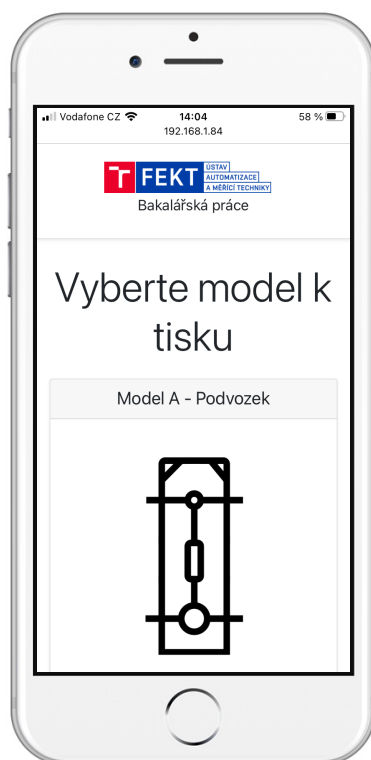 Vodafone CZ 14:04 58 %
192.168.1.84
T FEKT ÚSTAV
AUTOMATIZACE
A MĚŘICÍ TECHNIKY
Bakalářská práce
Vyberte model k
tisku
Model A - Podvozek